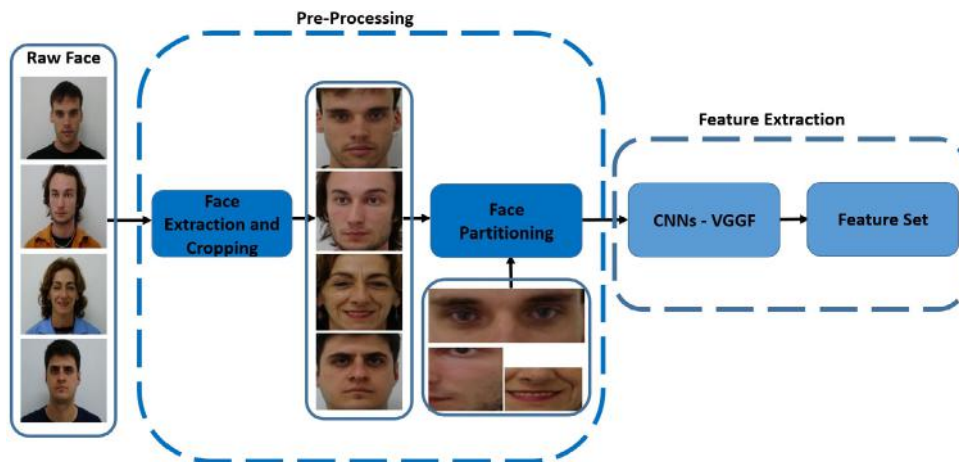 Pre-Processing
Raw Face
Feature Extraction
Face
Extraction and
Cropping
Face
Partitioning
CNNs - VGGF
Feature Set